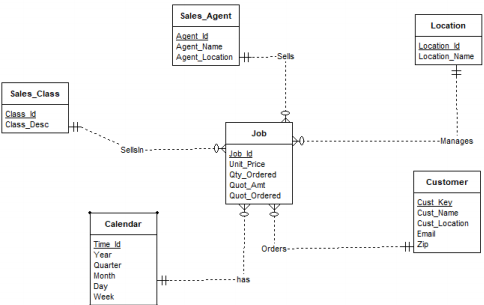 Sales_Agent
Agent_Id
Agent_Name
Agent_Location
Location
Location_Id
Location_Name
Sells
Sales_Class
Class_Id
Class_Desc
SellsIn
Job
Job_Id
Unit_Price
Qty_Ordered
Quot_Amt
Quot_Ordered
Manages
Customer
Cust_Key
Cust_Name
Cust_Location
Email
Zip
Orders
Calendar
Time_Id
Year
Quarter
Month
Day
Week
has